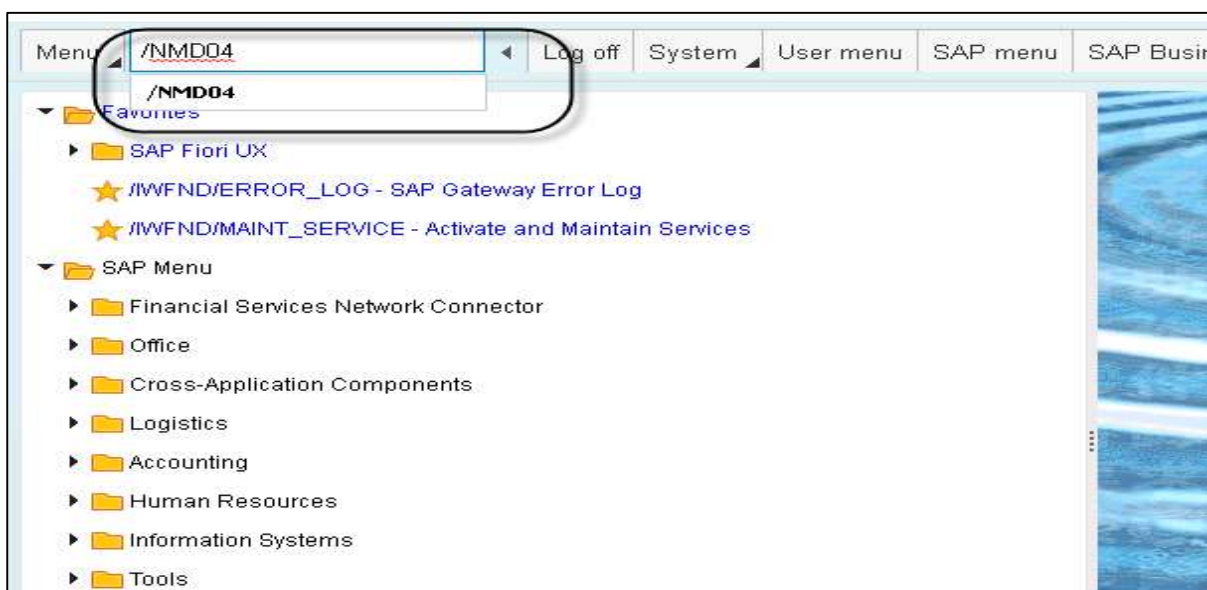 Menu /NMD04 Log off System User menu SAP menu SAP Busin
/NMD04
Favorites
SAP Fiori UX
/IWFND/ERROR_LOG - SAP Gateway Error Log
/IWFND/MAINT_SERVICE - Activate and Maintain Services
SAP Menu
Financial Services Network Connector
Office
Cross-Application Components
Logistics
Accounting
Human Resources
Information Systems
Tools